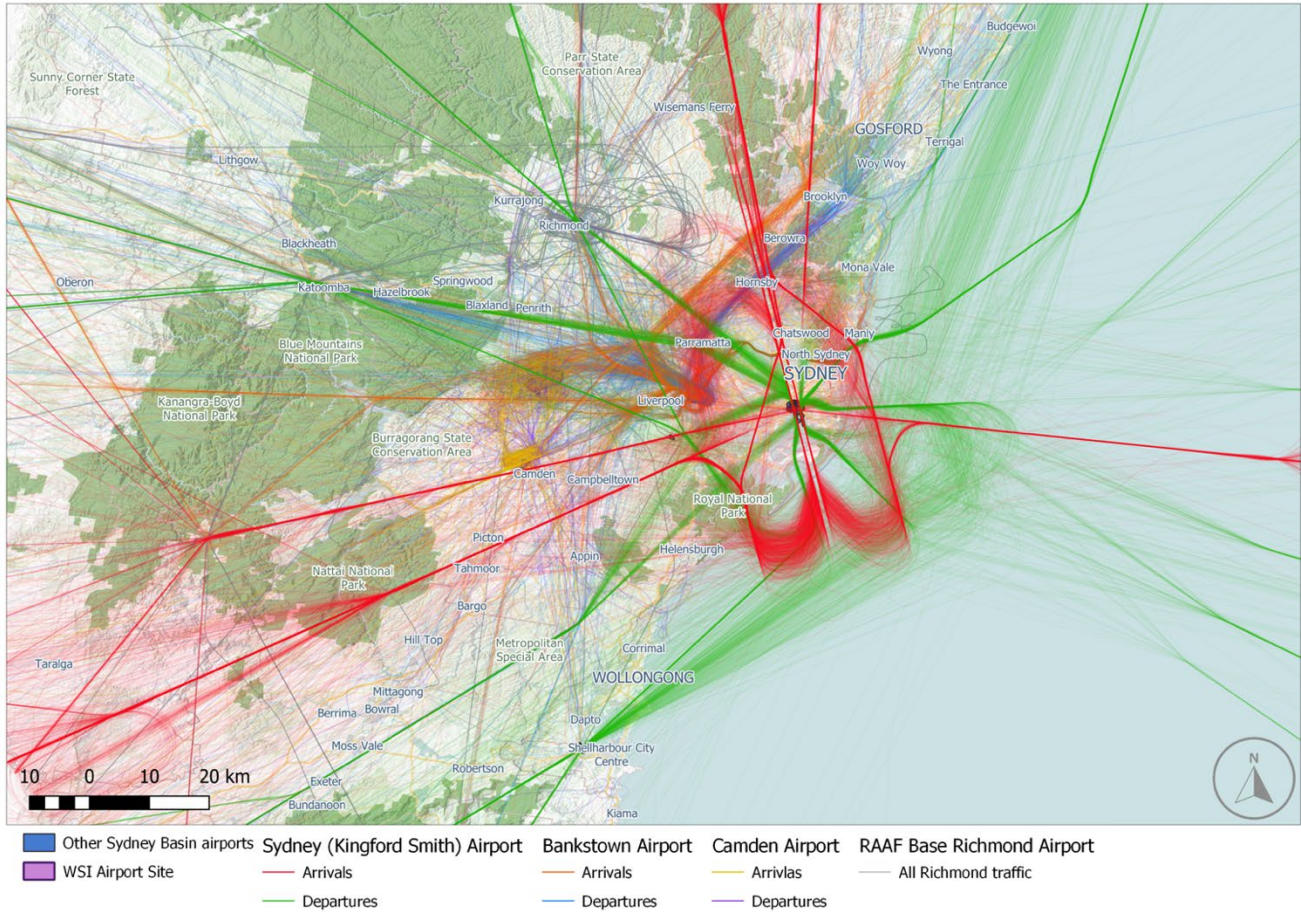 Budgewoi
Wyong
Parr State
Conservation Area
Sunny Corner State
Forest
The Entrance
Wisemans Ferry
GOSFORD
Terrigal
Lithgow
Woy Woy
Kurrajong
Brooklyn
Richmond
Berowra
Blackheath
Mona Vale
Oberon
Springwood
Hornsby
Katoomba
Hazelbrook
Blaxland
Penrith
Chatswood
Manly
Blue Mountains
National Park
Parramatta
North Sydney
SYDNEY
Kanangra-Boyd
National Park
Liverpool
Burragorang State
Conservation Area
Camden
Campbelltown
Royal National
Park
Picton
Helensburgh
Appin
Nattai National
Park
Tahmoor
Bargo
Hill Top
Metropolitan
Special Area
Corrimal
Taralga
WOLLONGONG
Mittagong
Berrima
Bowral
Dapto
Moss Vale
Shellharbour City
Centre
Robertson
Exeter
Bundanoon
Kiama
10 0 10 20 km
N
Other Sydney Basin airports
WSI Airport Site
Sydney (Kingford Smith) Airport
Arrivals
Departures
Bankstown Airport
Arrivals
Departures
Camden Airport
Arrivlas
Departures
RAAF Base Richmond Airport
All Richmond traffic